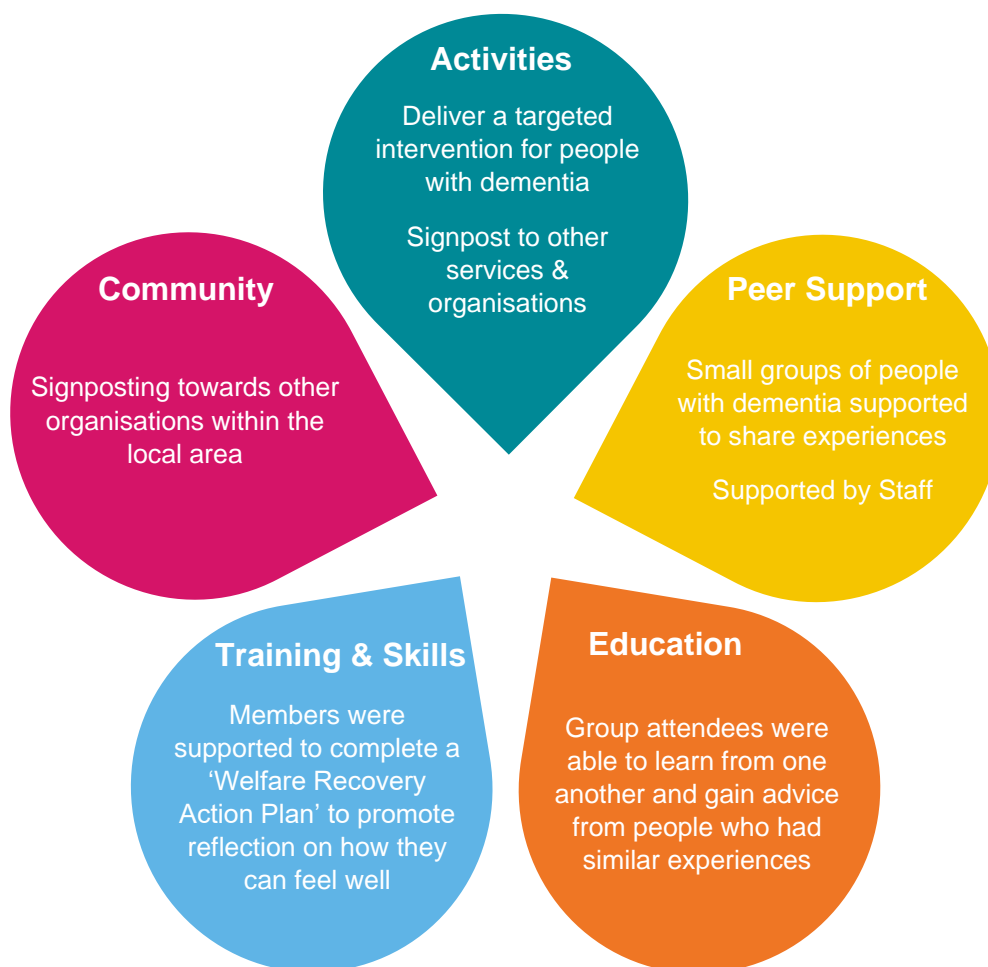 Activities
Deliver a targeted
intervention for people
with dementia
Signpost to other
services &
organisations
Community
Signposting towards other
organisations within the
local area
Peer Support
Small groups of people
with dementia supported
to share experiences
Supported by Staff
Training & Skills
Members were
supported to complete a
‘Welfare Recovery
Action Plan’ to promote
reflection on how they
can feel well
Education
Group attendees were
able to learn from one
another and gain advice
from people who had
similar experiences